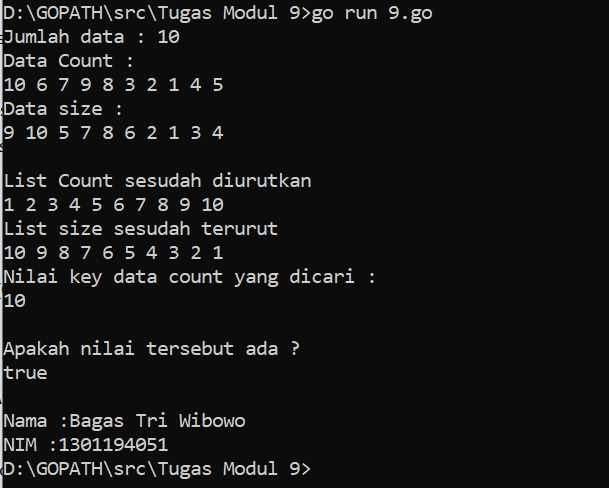 D:\GOPATH\src\Tugas Modul 9>go run 9.go
Jumlah data : 10
Data Count :
10 6 7 9 8 3 2 1 4 5
Data size :
9 10 5 7 8 6 2 1 3 4
List Count sesudah diurutkan
1 2 3 4 5 6 7 8 9 10
List size sesudah terurut
10 9 8 7 6 5 4 3 2 1
Nilai key data count yang dicari :
10
Apakah nilai tersebut ada ?
true
Nama :Bagas Tri Wibowo
NIM :1301194051
D:\GOPATH\src\Tugas Modul 9>